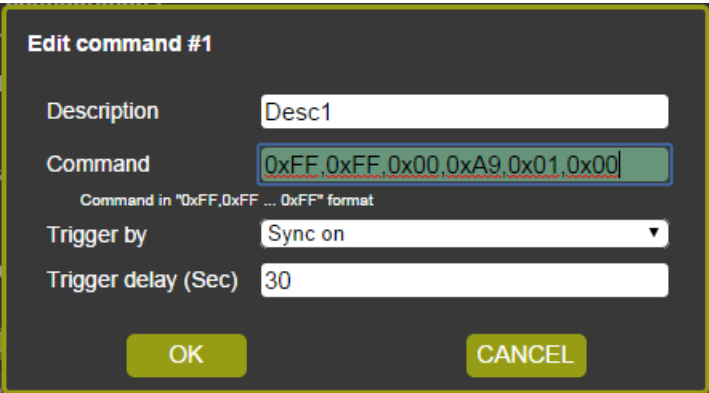 Edit command #1
Description Desc1
Command 0xFF,0xFF,0x00,0xA9,0x01,0x00
Command in "0xFF,0xFF ... 0xFF" format
Trigger by Sync on
Trigger delay (Sec) 30
OK CANCEL